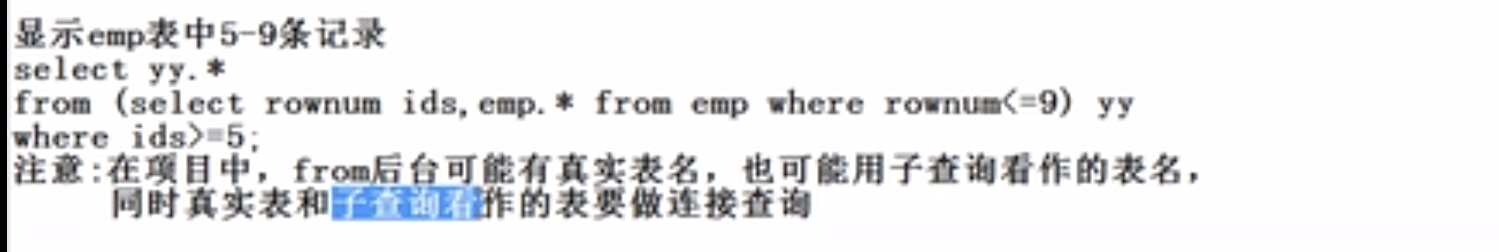 显示emp表中5-9条记录
select yy.*
from (select rownum ids,emp.* from emp where rownum<=9) yy
where ids>=5;
注意:在项目中，from后台可能有真实表名，也可能用子查询看作的表名，
同时真实表和子查询看作的表要做连接查询